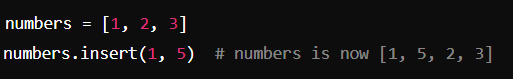 numbers = [1, 2, 3]
numbers.insert(1, 5)  # numbers is now [1, 5, 2, 3]